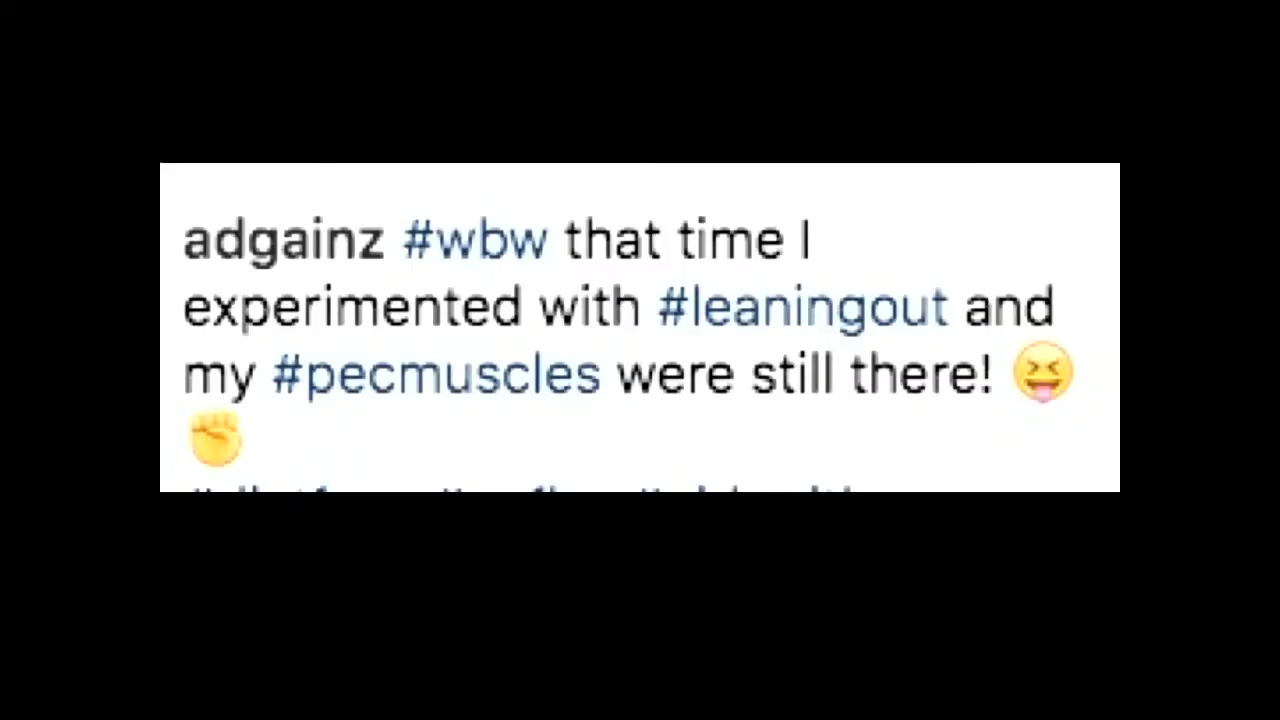 adgainz #wbw that time I
experimented with #leaningout and
my #pecmuscles were still there! 😝
✊